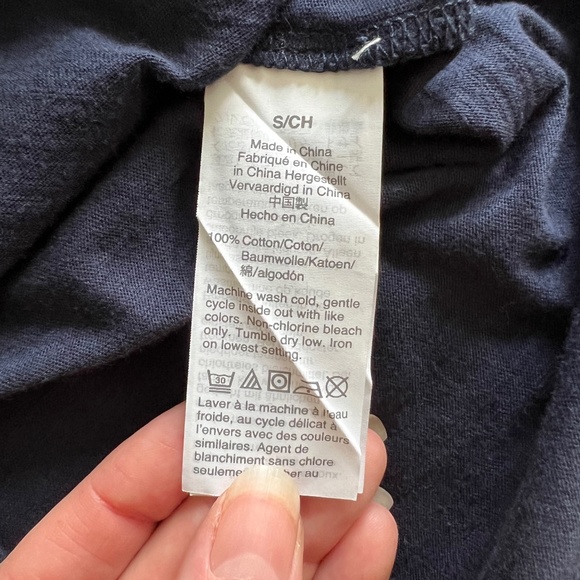 S/CH
Made in China
Fabriqué en Chine
in China Hergestellt
Vervaardigd in China
中国製
Hecho en China
100% Cotton/Coton/
Baumwolle/Katoen/
綿/algodón
Machine wash cold, gentle
cycle inside out with like
colors. Non-chlorine bleach
only. Tumble dry low. Iron
on lowest setting.
30
Laver à la machine à l'eau
froide, au cycle délicat à
l'envers avec des couleurs
similaires. Agent de
blanchiment sans chlore
au